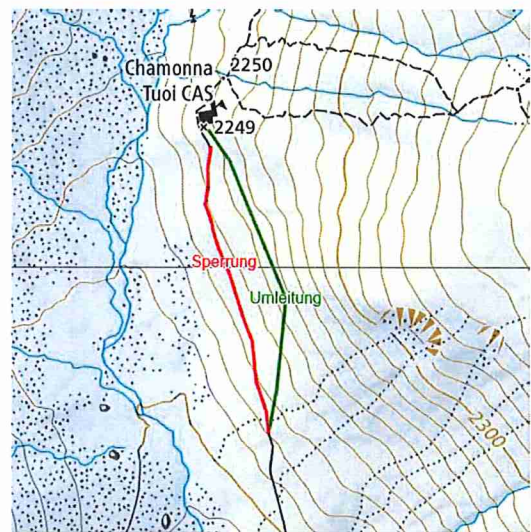 Chamonna
2250
Tuoi CAS
2249
Sperrung
Umleitung
2300